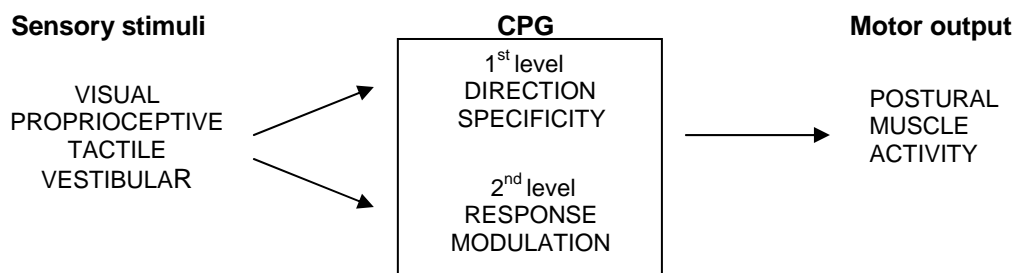 Sensory stimuli
VISUAL
PROPRIOCEPTIVE
TACTILE
VESTIBULAR
CPG
1st level
DIRECTION
SPECIFICITY
2nd level
RESPONSE
MODULATION
Motor output
POSTURAL
MUSCLE
ACTIVITY